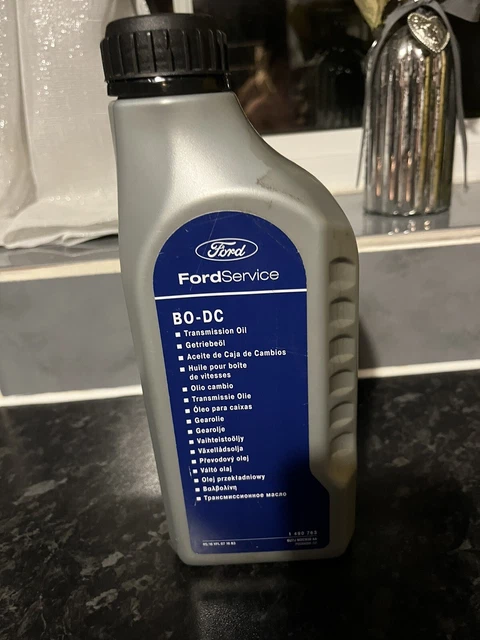 Ford
FordService
BO-DC
Transmission Oil
Getriebeöl
Aceite de Caja de Cambios
Huile pour boîte
de vitesses
Olio cambio
Transmissie Olie
Óleo para caixas
Gearolie
Gearolje
Vaihteistoöljy
Växellådsolja
Převodový olej
Váltó olaj
Olej przekładniowy
Βαλβολίνη
Трансмиссионное масло